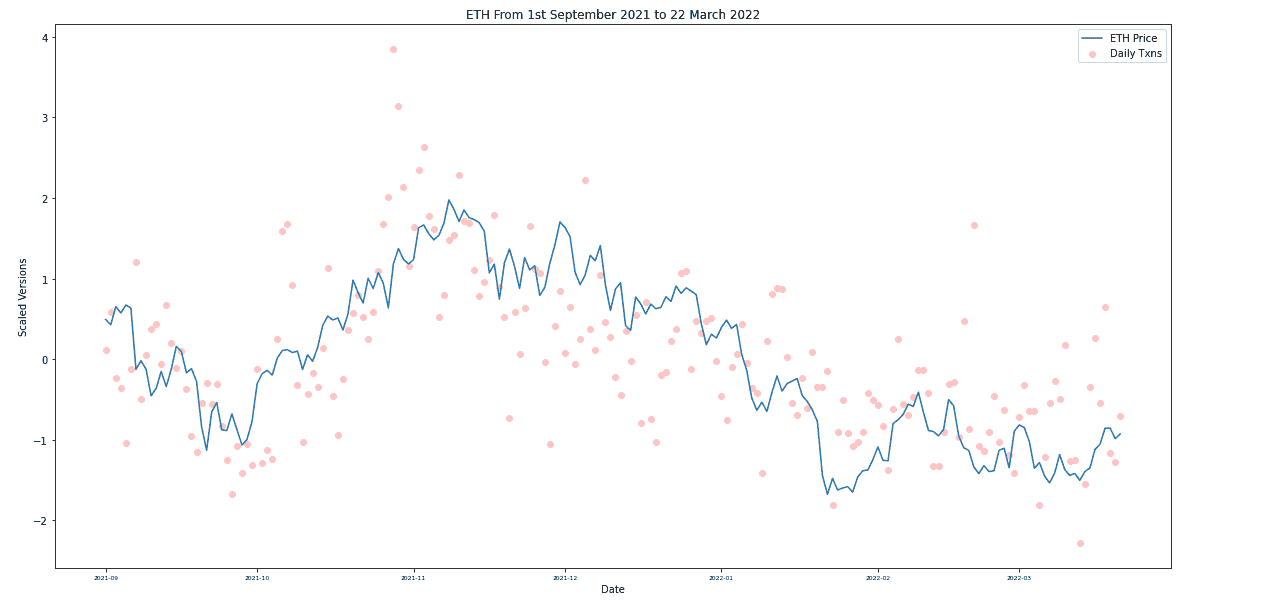 ETH From 1st September 2021 to 22 March 2022
ETH Price
Daily Txns
Scaled Versions
4
3
2
1
0
−1
−2
2021-09
2021-10
2021-11
2021-12
2022-01
2022-02
2022-03
Date